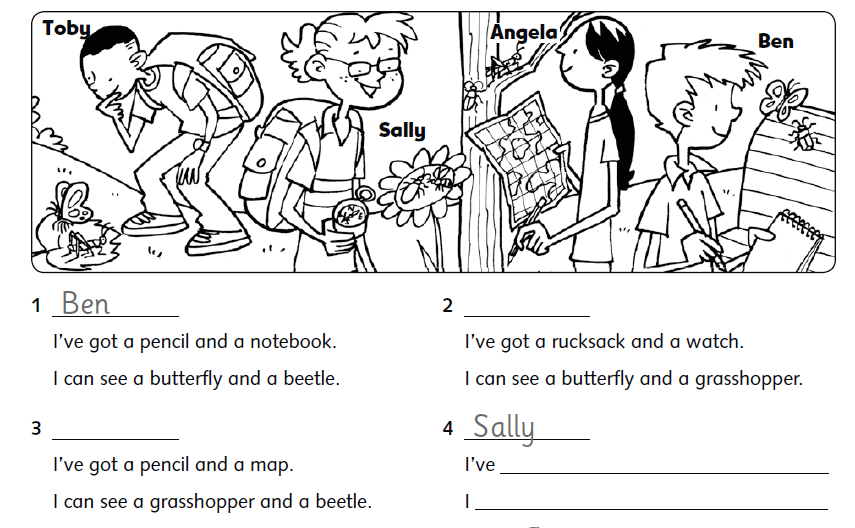 Toby
Angela
Ben
Sally
1 Ben
I've got a pencil and a notebook.
I can see a butterfly and a beetle.
2
I've got a rucksack and a watch.
I can see a butterfly and a grasshopper.
3
I've got a pencil and a map.
I can see a grasshopper and a beetle.
4 Sally
I've
I